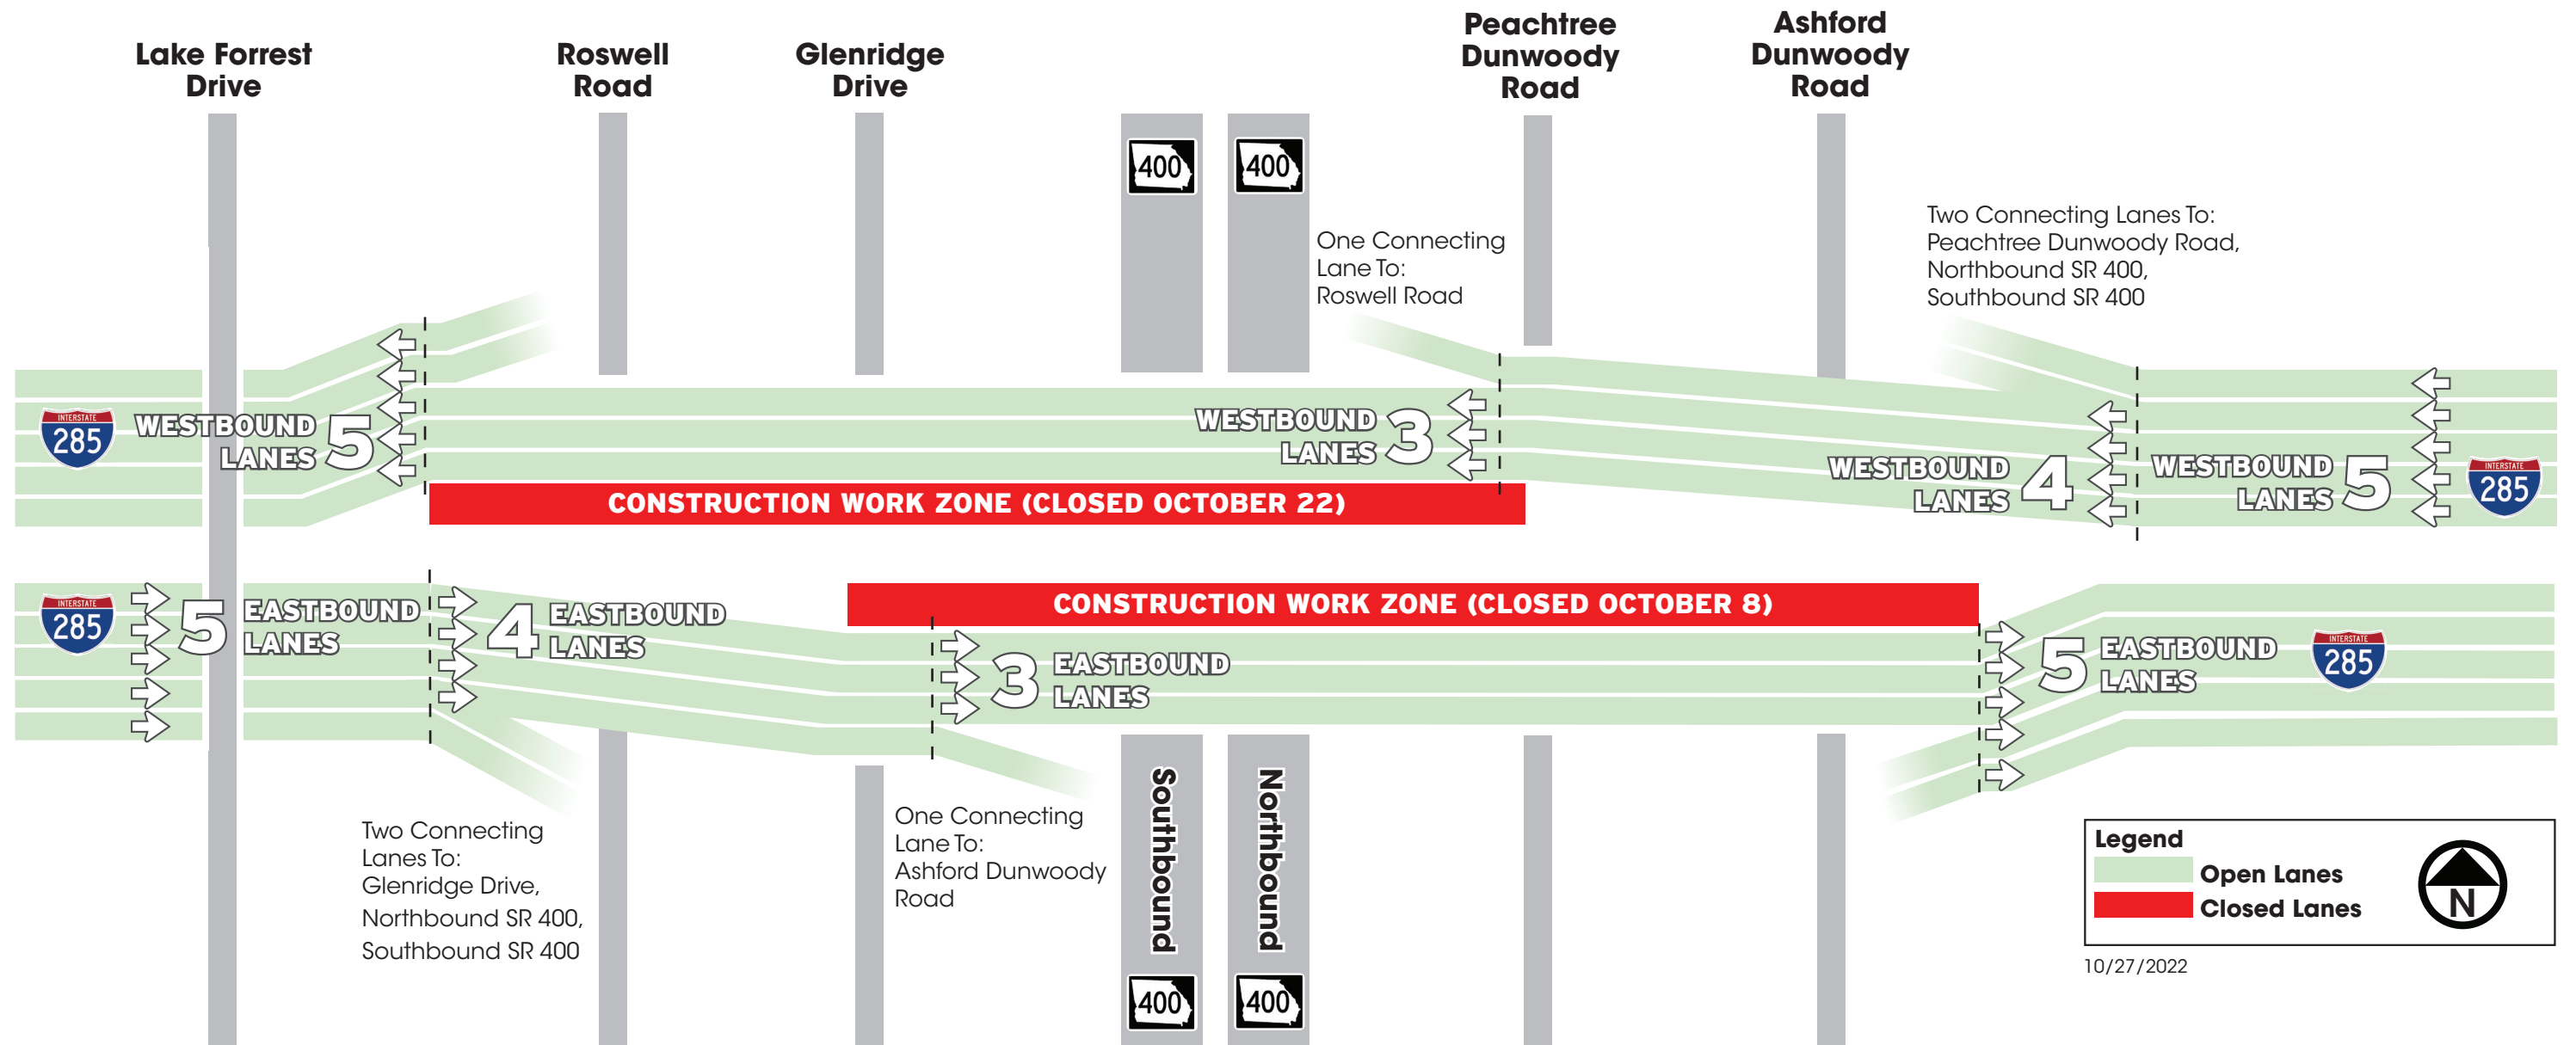 Lake Forrest
Drive
Roswell
Road
Glenridge
Drive
Peachtree
Dunwoody
Road
Ashford
Dunwoody
Road
400
400
One Connecting
Lane To:
Roswell Road
Two Connecting Lanes To:
Peachtree Dunwoody Road,
Northbound SR 400,
Southbound SR 400
INTERSTATE
285
WESTBOUND
LANES
5
WESTBOUND
LANES
3
WESTBOUND
LANES
4
WESTBOUND
LANES
5
INTERSTATE
285
CONSTRUCTION WORK ZONE (CLOSED OCTOBER 22)
CONSTRUCTION WORK ZONE (CLOSED OCTOBER 8)
INTERSTATE
285
5
EASTBOUND
LANES
4
EASTBOUND
LANES
3
EASTBOUND
LANES
5
EASTBOUND
LANES
INTERSTATE
285
Two Connecting
Lanes To:
Glenridge Drive,
Northbound SR 400,
Southbound SR 400
One Connecting
Lane To:
Ashford Dunwoody
Road
Southbound
Northbound
400
400
Legend
Open Lanes
Closed Lanes
N
10/27/2022